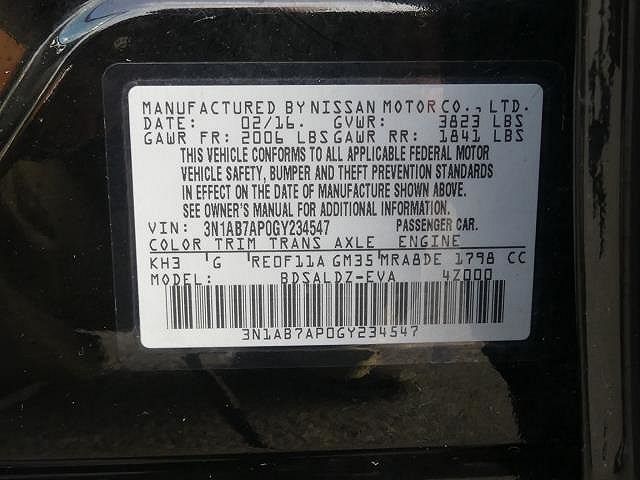 MANUFACTURED BY NISSAN MOTOR CO., LTD.
DATE: 02/16. GVWR: 3823 LBS
GAWR FR: 2006 LBS GAWR RR: 1841 LBS
THIS VEHICLE CONFORMS TO ALL APPLICABLE FEDERAL MOTOR
VEHICLE SAFETY, BUMPER AND THEFT PREVENTION STANDARDS
IN EFFECT ON THE DATE OF MANUFACTURE SHOWN ABOVE.
SEE OWNER'S MANUAL FOR ADDITIONAL INFORMATION.
VIN: 3N1AB7AP0GY234547 PASSENGER CAR.
COLOR TRIM TRANS AXLE ENGINE
KH3 G RE0F11A GM35 MRA8DE 1798 CC
MODEL: BDSALDZ-EVA 4Z000
3N1AB7AP0GY234547